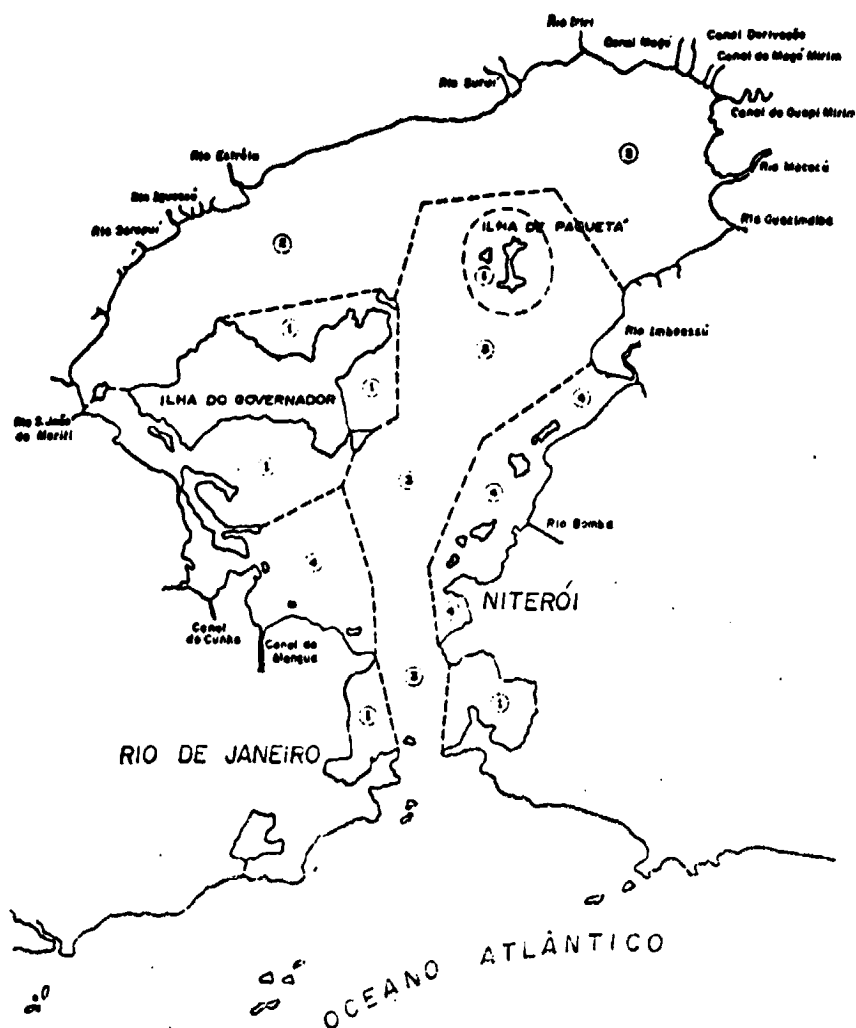 Rio Iriri
Canal Magé
Canal Derivação
Canal de Magé Mirim
Rio Suruí
Canal de Guapi Mirim
Rio Estrêla
Rio Macacú
Rio Iguassú
Rio Guaxindiba
Rio Sarapuí
ILHA DE PAQUETÁ
Rio Imboassú
ILHA DO GOVERNADOR
Rio S. João
de Meriti
Rio Bomba
NITERÓI
Canal
do Cunha
Canal do
Mangue
RIO DE JANEIRO
OCEANO ATLÂNTICO